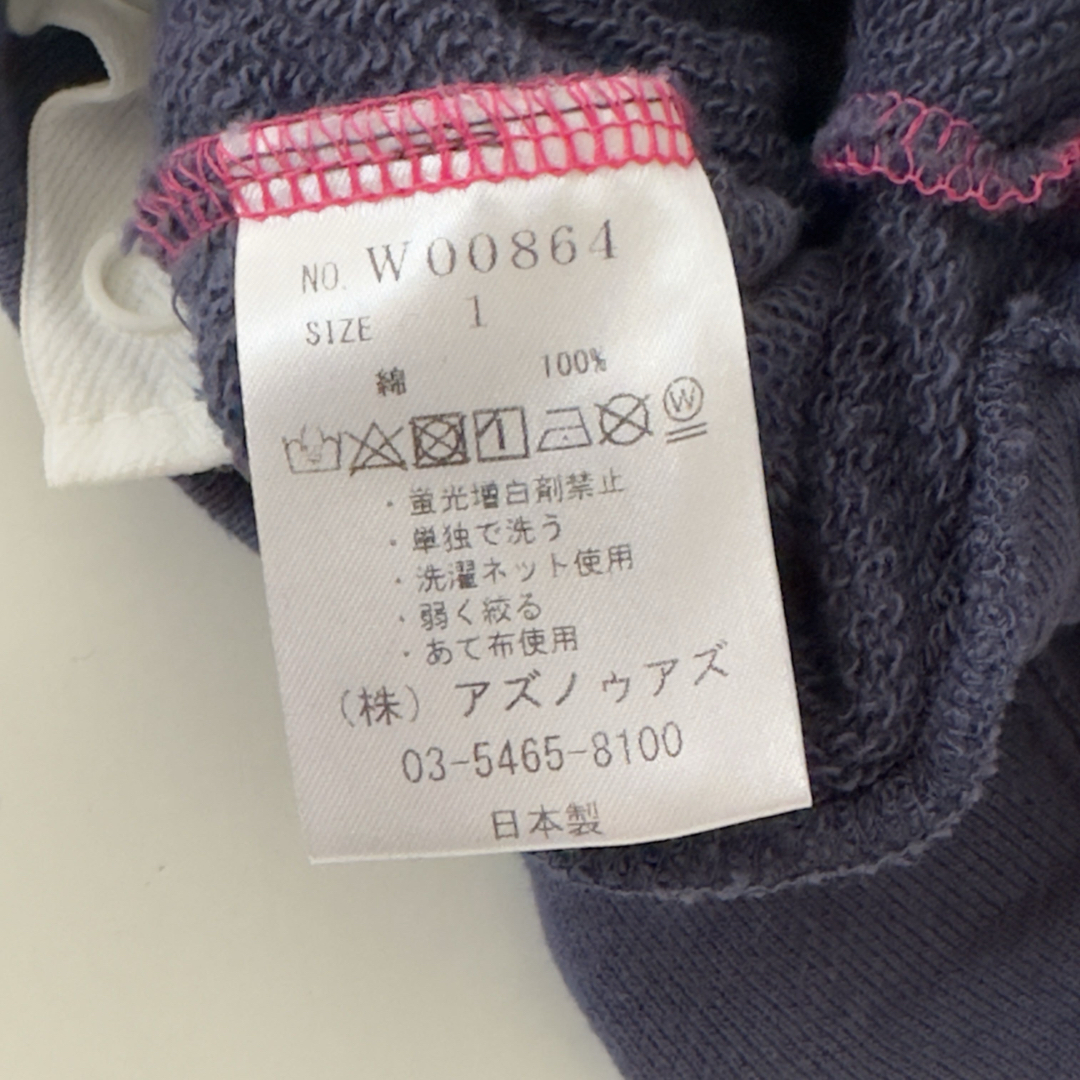 NO. W00864
SIZE 1
綿 100%
W
・蛍光増白剤禁止
・単独で洗う
・洗濯ネット使用
・弱く絞る
・あて布使用
(株) アズノゥアズ
03-5465-8100
日本製